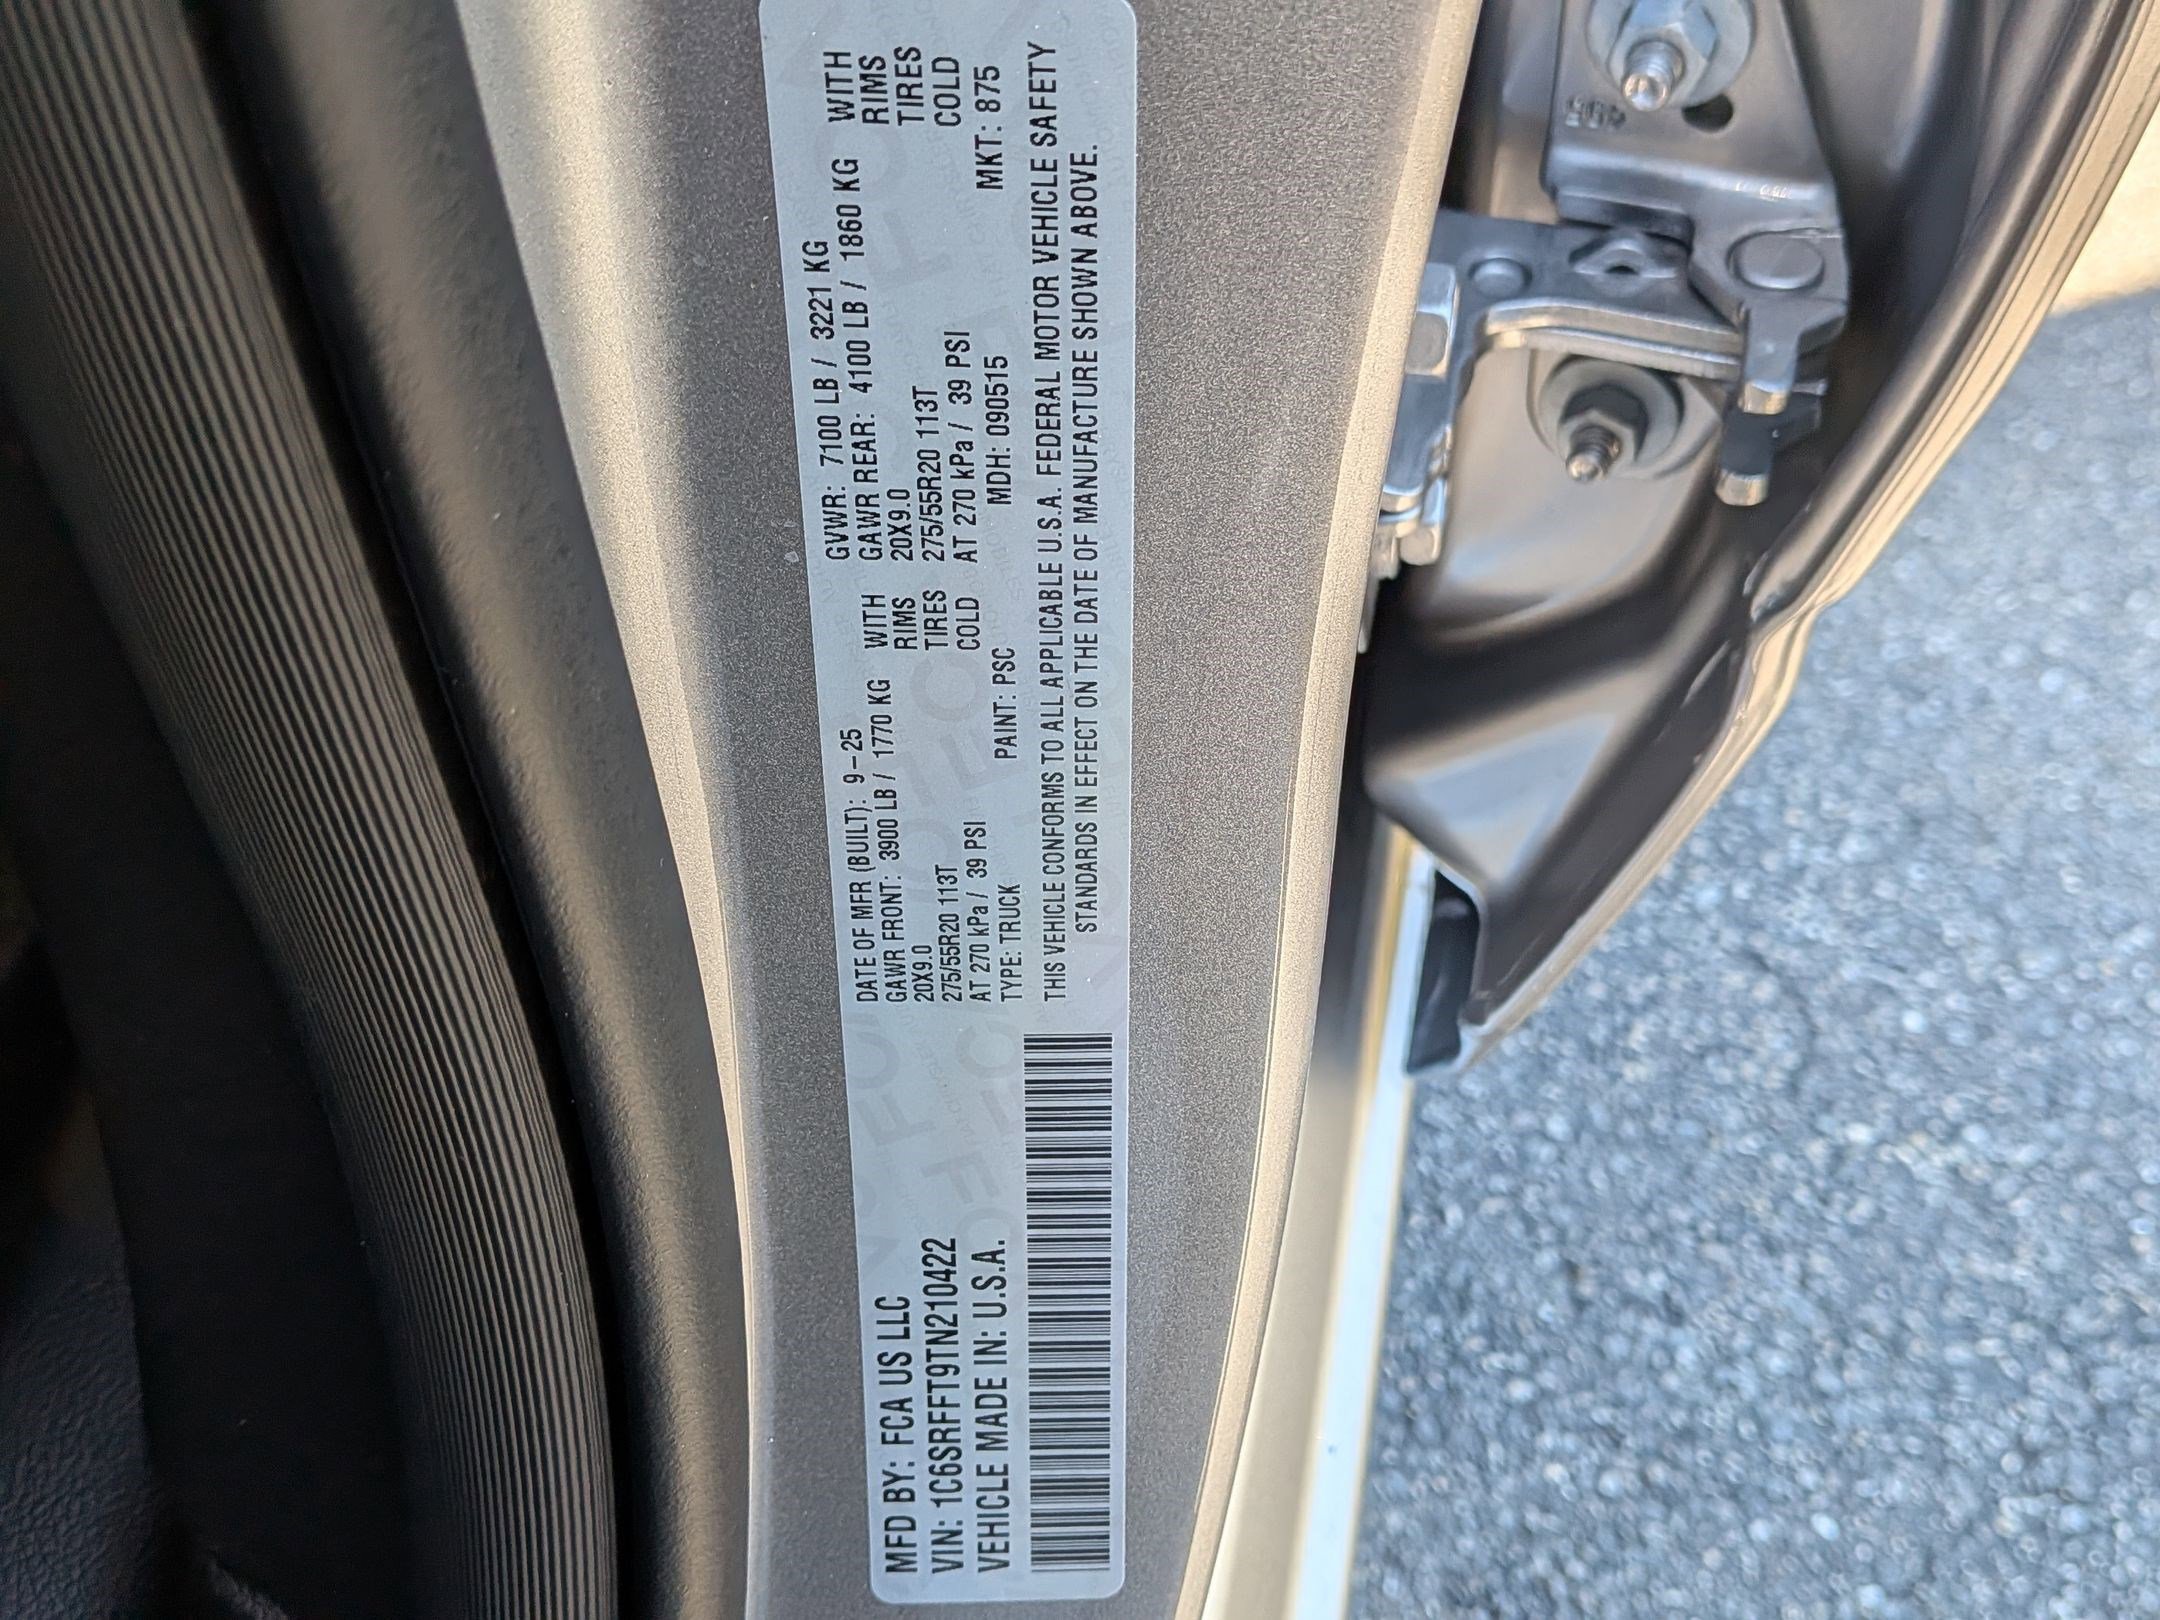 MFD BY: FCA US LLC
VIN: 1C6SRFFT9TN210422
VEHICLE MADE IN: U.S.A.
DATE OF MFR (BUILT): 9-25 GVWR: 7100 LB / 3221 KG
GAWR FRONT: 3900 LB / 1770 KG WITH GAWR REAR: 4100 LB / 1860 KG WITH
20X9.0 RIMS 20X9.0 RIMS
275/55R20 113T TIRES 275/55R20 113T TIRES
AT 270 kPa / 39 PSI COLD AT 270 kPa / 39 PSI COLD
TYPE: TRUCK PAINT: PSC MDH: 090515 MKT: 875
THIS VEHICLE CONFORMS TO ALL APPLICABLE U.S.A. FEDERAL MOTOR VEHICLE SAFETY
STANDARDS IN EFFECT ON THE DATE OF MANUFACTURE SHOWN ABOVE.